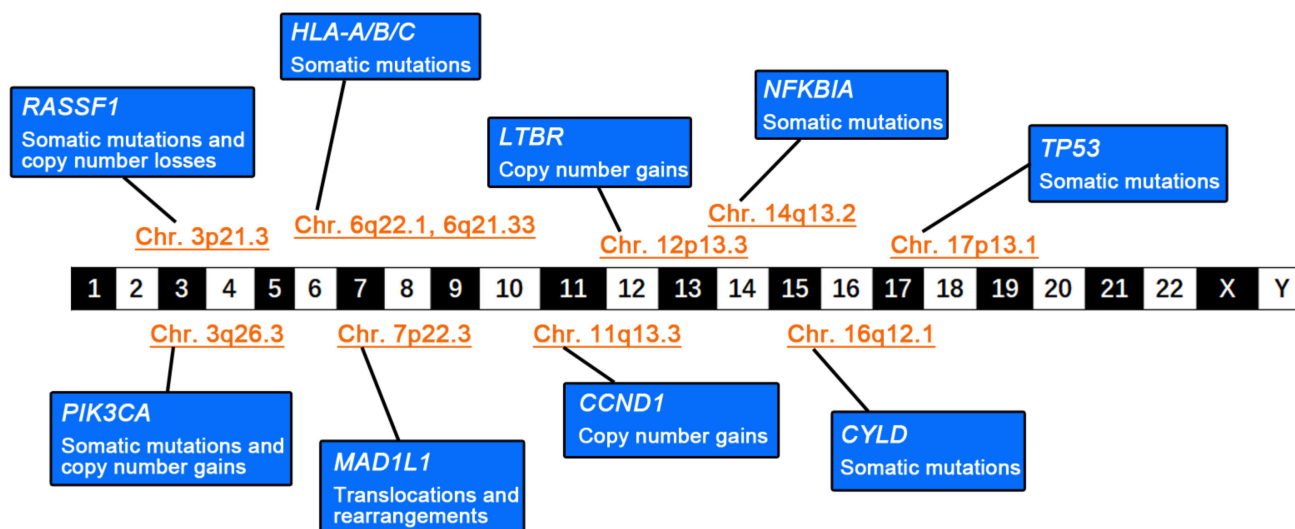 HLA-A/B/C
Somatic mutations
RASSF1
Somatic mutations and
copy number losses
LTBR
Copy number gains
NFKBIA
Somatic mutations
TP53
Somatic mutations
Chr. 3p21.3
Chr. 6q22.1, 6q21.33
Chr. 12p13.3
Chr. 14q13.2
Chr. 17p13.1
1 2 3 4 5 6 7 8 9 10 11 12 13 14 15 16 17 18 19 20 21 22 X Y
Chr. 3q26.3
Chr. 7p22.3
Chr. 11q13.3
Chr. 16q12.1
PIK3CA
Somatic mutations and
copy number gains
MAD1L1
Translocations and
rearrangements
CCND1
Copy number gains
CYLD
Somatic mutations